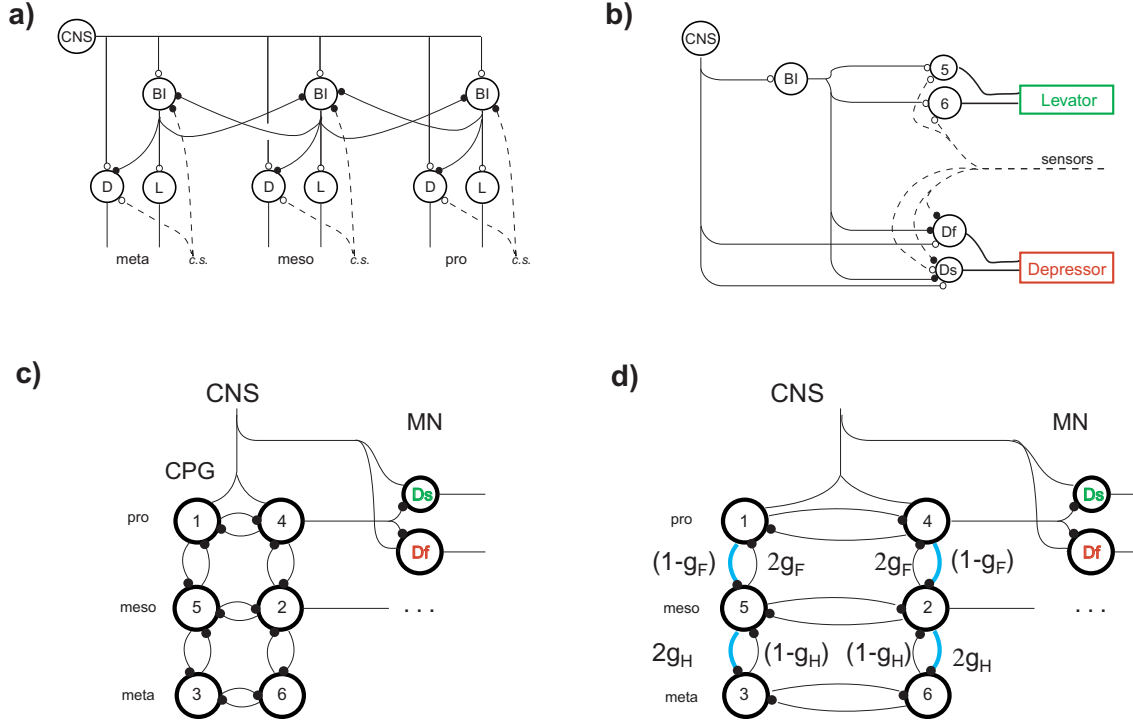 a)
CNS
BI BI BI
D L D L D L
meta meso pro
c.s. c.s. c.s.
b)
CNS
BI
5
6
Levator
sensors
Df
Ds
Depressor
c)
CNS
MN
CPG
pro
1 4
Ds
Df
meso
5 2
. . .
meta
3 6
d)
CNS
MN
pro
1 4
Ds
Df
(1-gF) 2gF 2gF (1-gF)
meso
5 2
. . .
2gH (1-gH) (1-gH) 2gH
meta
3 6